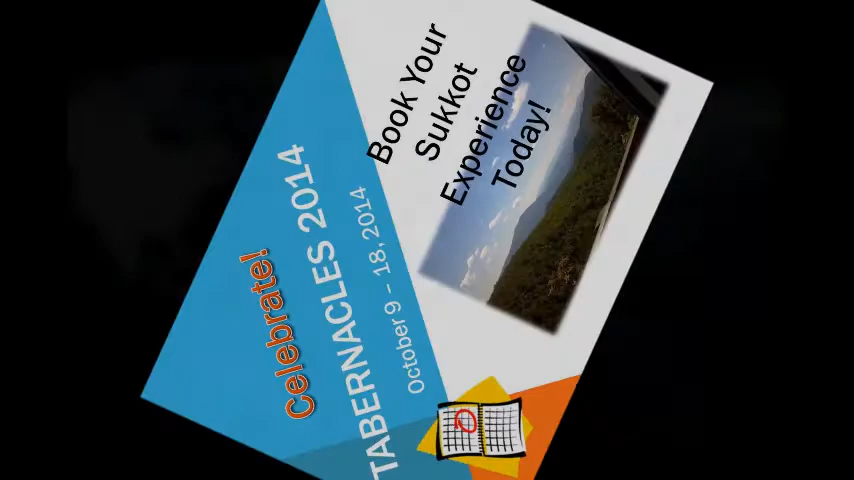 Celebrate!
TABERNACLES 2014
October 9 – 18, 2014
Book Your
Sukkot
Experience
Today!